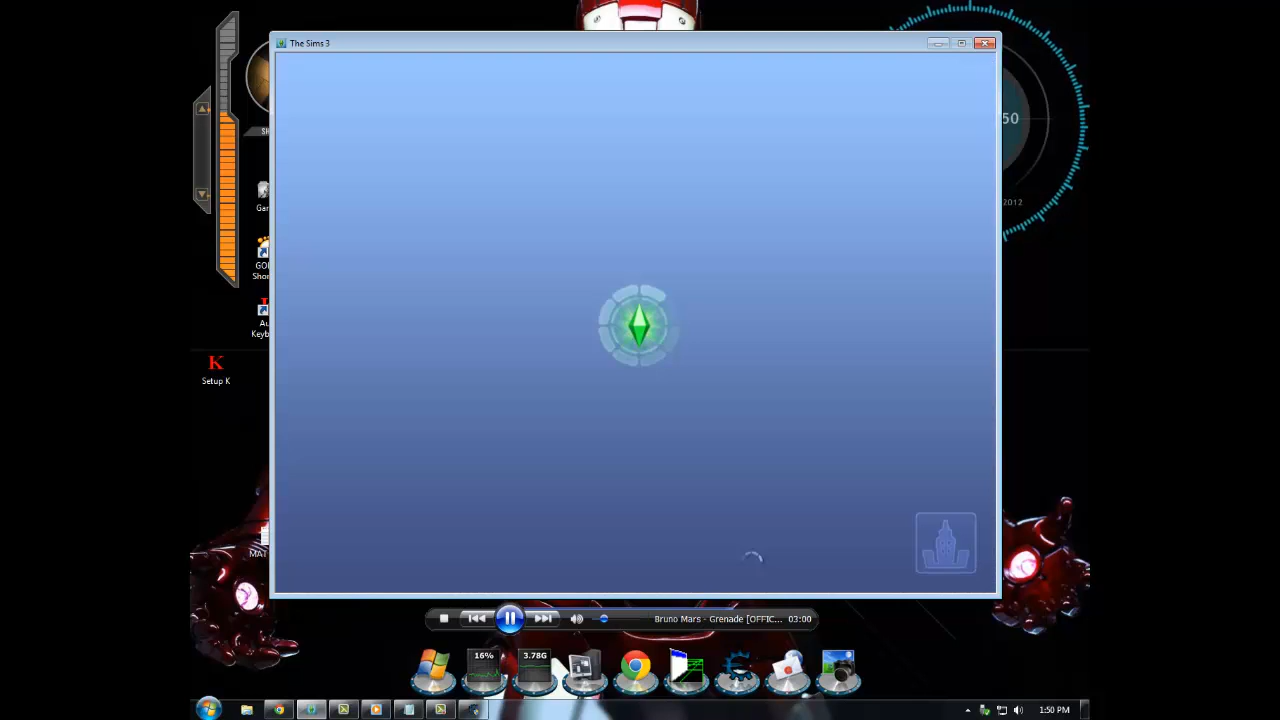 The Sims 3
50
2012
K
Setup K
Bruno Mars - Grenade [OFFIC... 03:00
16%
3.78G
1:50 PM